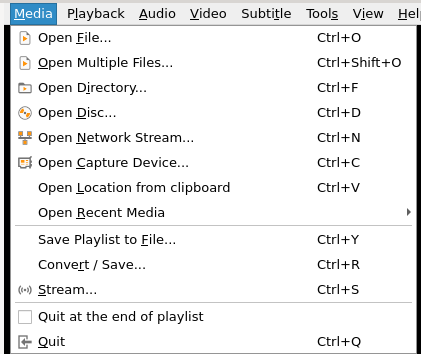 Media Playback Audio Video Subtitle Tools View Hel
Open File... Ctrl+O
Open Multiple Files... Ctrl+Shift+O
Open Directory... Ctrl+F
Open Disc... Ctrl+D
Open Network Stream... Ctrl+N
Open Capture Device... Ctrl+C
Open Location from clipboard Ctrl+V
Open Recent Media
Save Playlist to File... Ctrl+Y
Convert / Save... Ctrl+R
Stream... Ctrl+S
Quit at the end of playlist
Quit Ctrl+Q